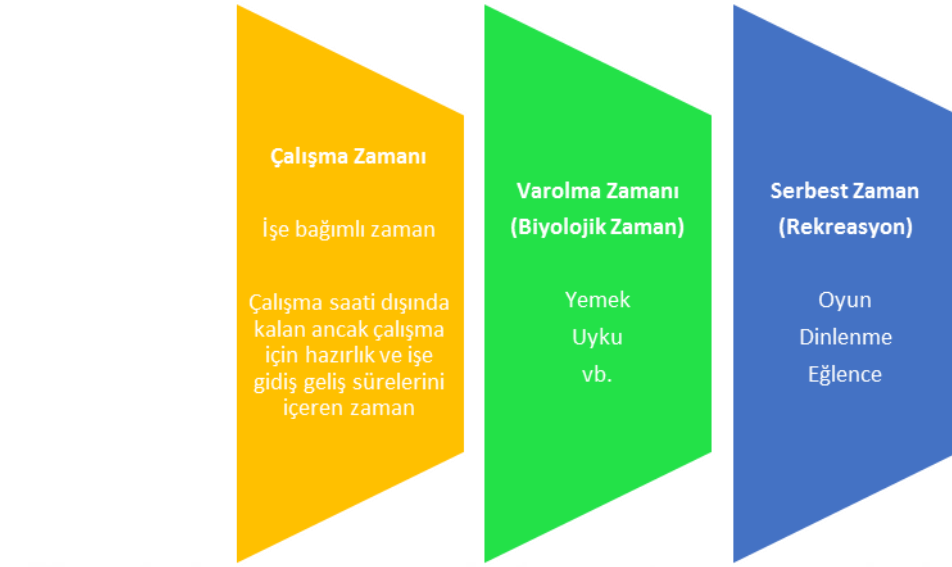 Çalışma Zamanı
İşe bağımlı zaman
Çalışma saati dışında
kalan ancak çalışma
için hazırlık ve işe
gidiş geliş sürelerini
içeren zaman
Varolma Zamanı
(Biyolojik Zaman)
Yemek
Uyku
vb.
Serbest Zaman
(Rekreasyon)
Oyun
Dinlenme
Eğlence